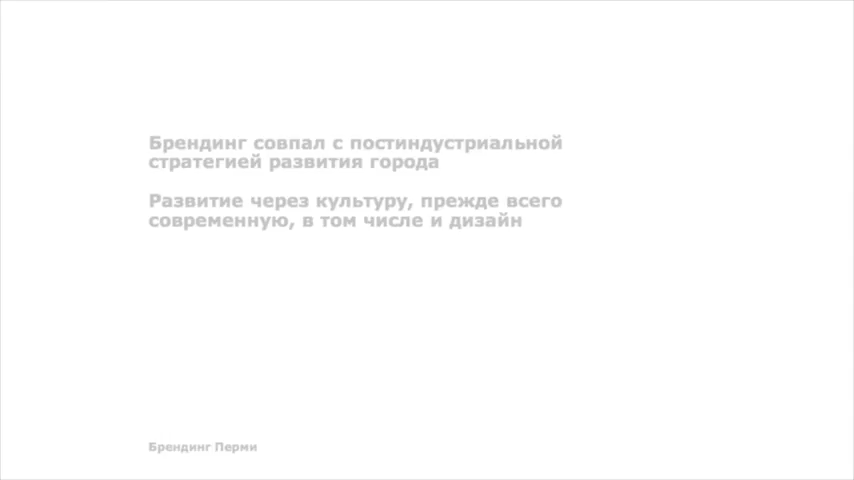 Брендинг совпал с постиндустриальной
стратегией развития города
Развитие через культуру, прежде всего
современную, в том числе и дизайн
Брендинг Перми